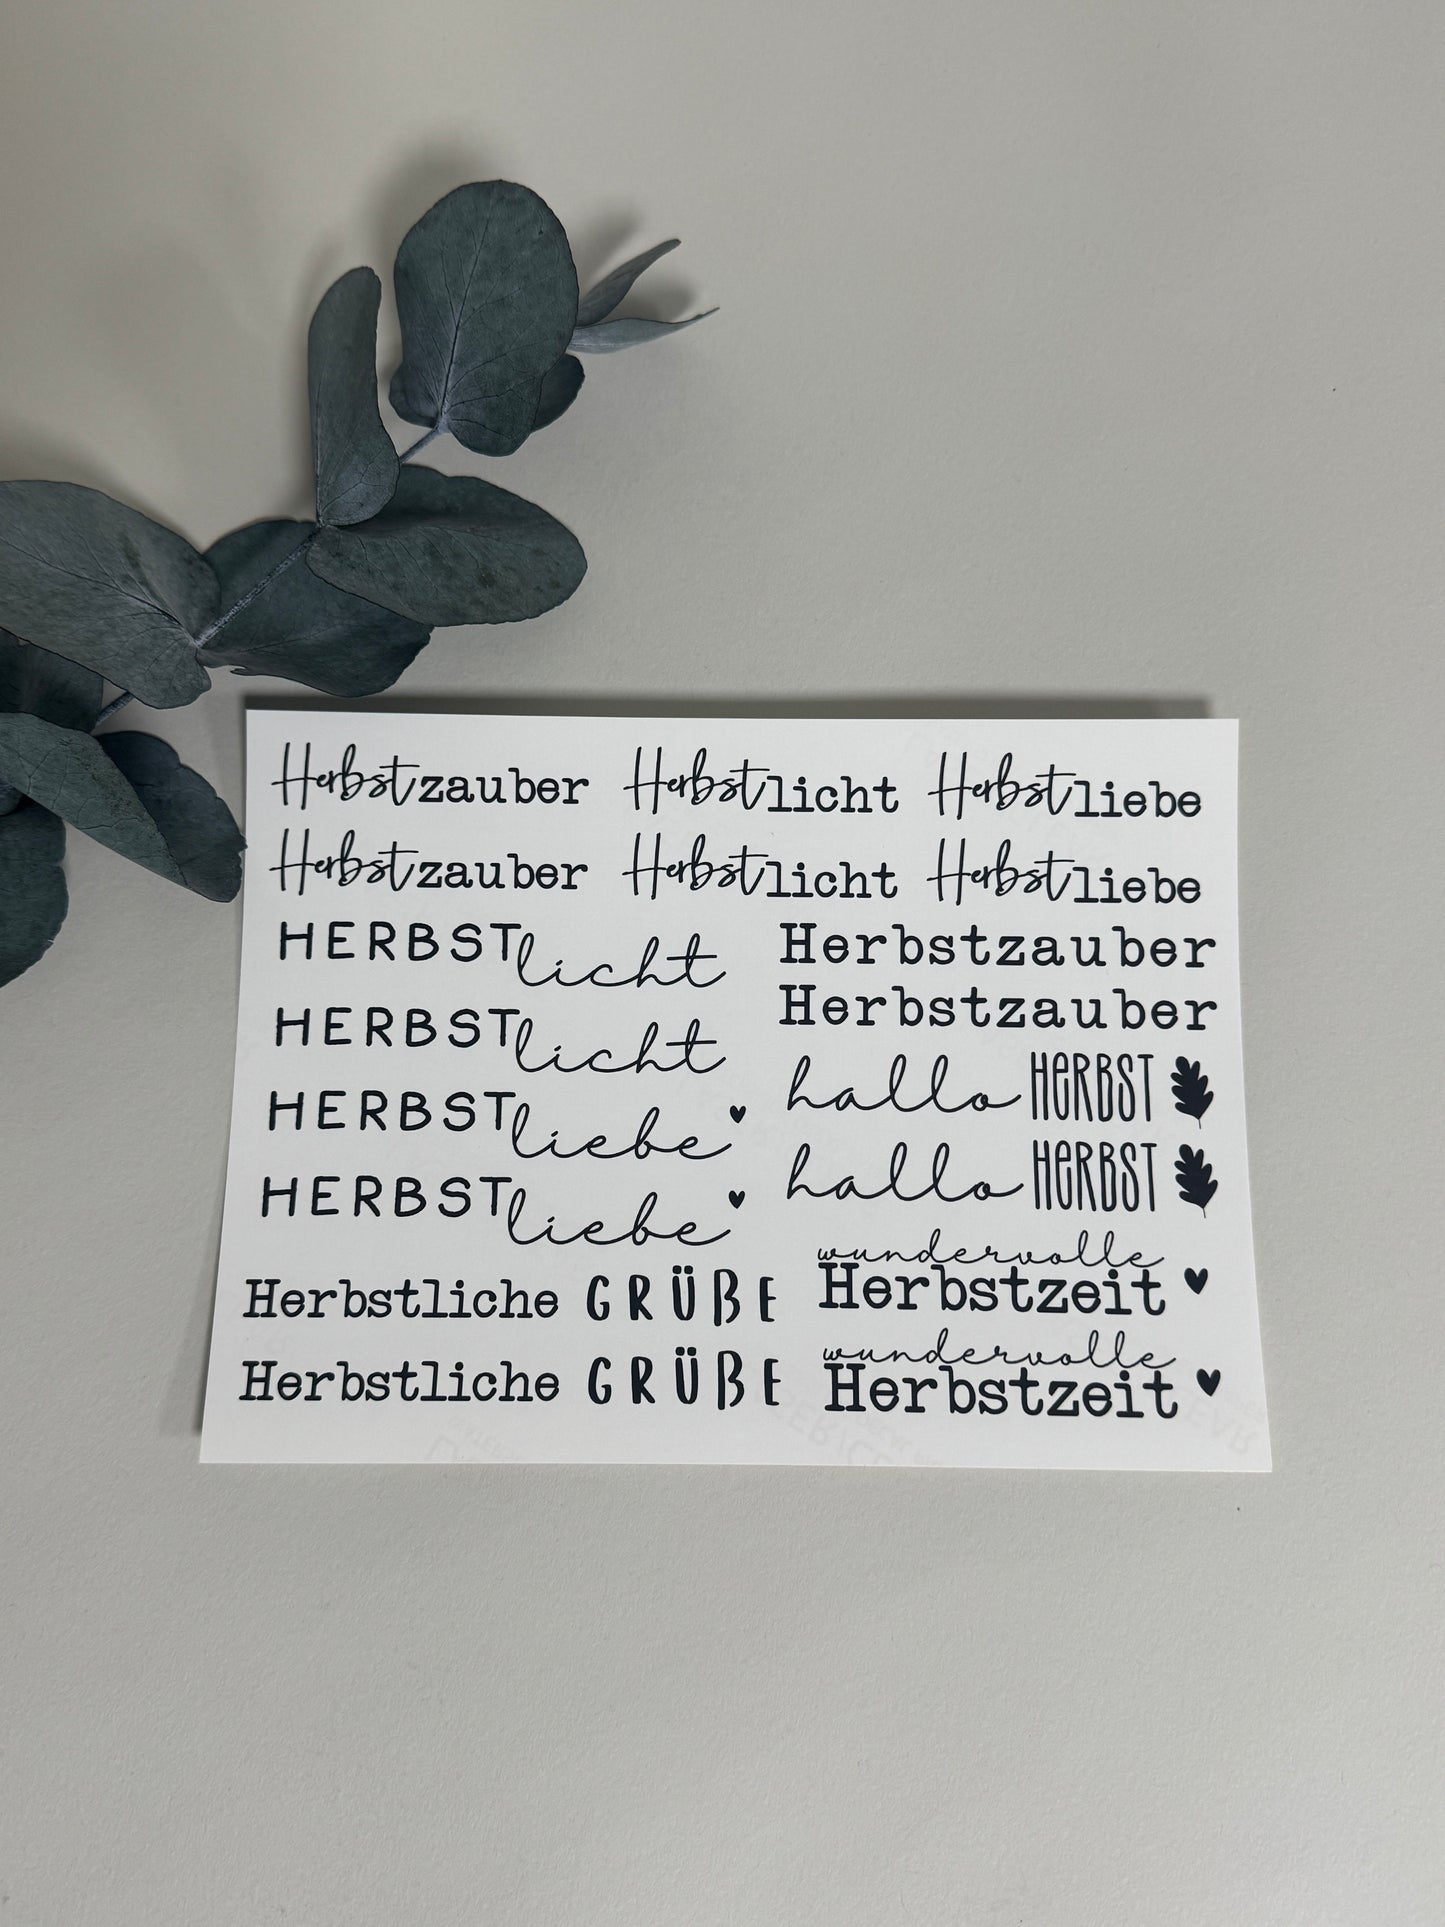 Herbstzauber Herbstlicht Herbstliebe
Herbstzauber Herbstlicht Herbstliebe
HERBSTlicht
HERBSTlicht
HERBSTliebe
HERBSTliebe
Herbstliche GRÜßE
Herbstliche GRÜßE
Herbstzauber
Herbstzauber
hallo HERBST
hallo HERBST
wundervolle
Herbstzeit
wundervolle
Herbstzeit